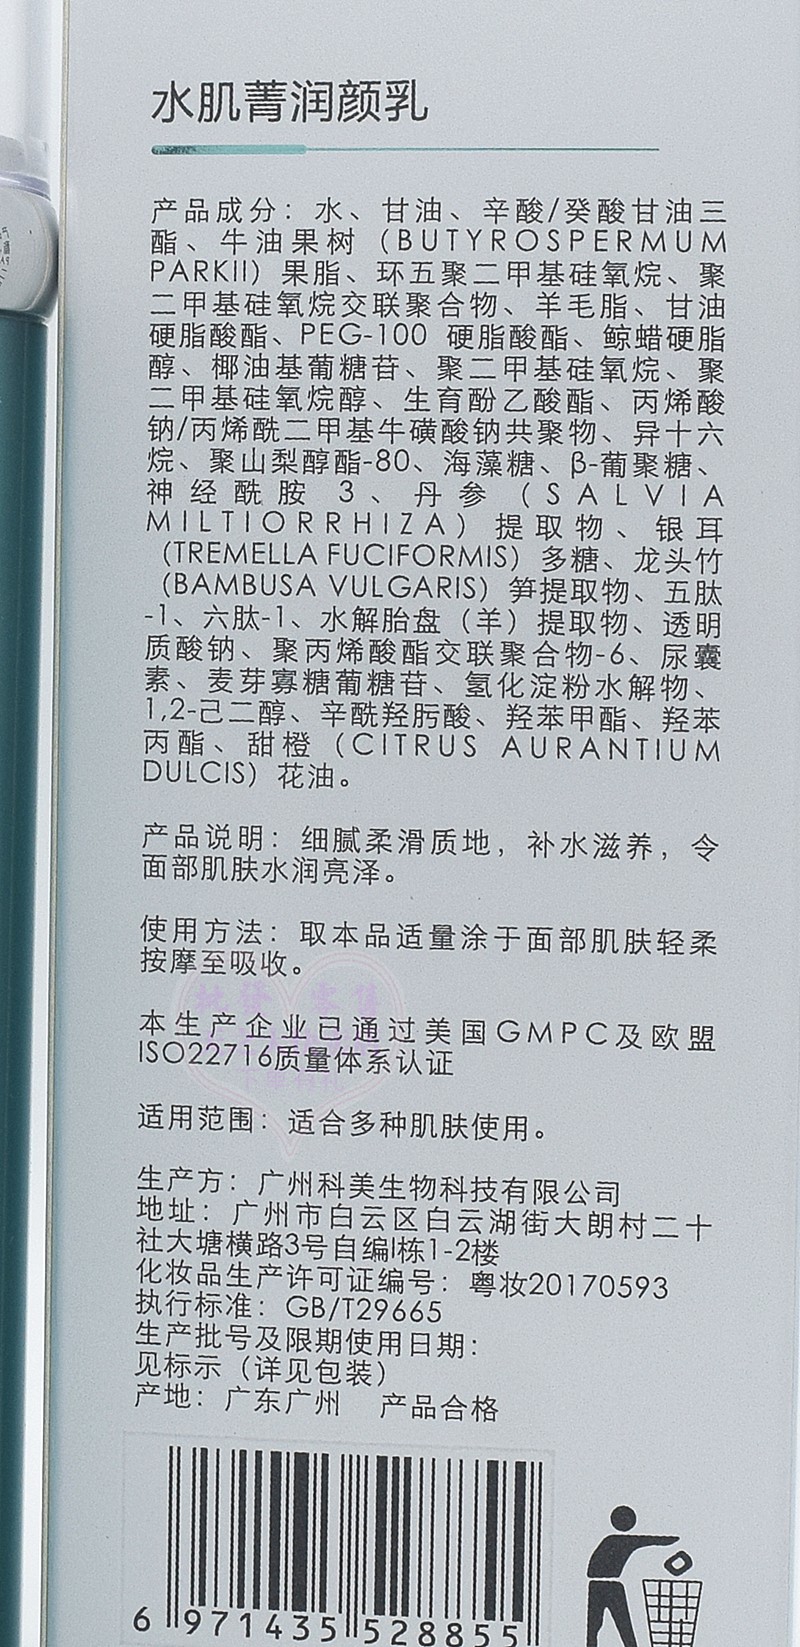 水肌菁润颜乳
产品成分：水、甘油、辛酸/癸酸甘油三
酯、牛油果树（BUTYROSPERMUM
PARKII）果脂、环五聚二甲基硅氧烷、聚
二甲基硅氧烷交联聚合物、羊毛脂、甘油
硬脂酸酯、PEG-100 硬脂酸酯、鲸蜡硬脂
醇、椰油基葡糖苷、聚二甲基硅氧烷、聚
二甲基硅氧烷醇、生育酚乙酸酯、丙烯酸
钠/丙烯酰二甲基牛磺酸钠共聚物、异十六
烷、聚山梨醇酯-80、海藻糖、β-葡聚糖、
神经酰胺 3、丹参（SALVIA
MILTIORRHIZA）提取物、银耳
（TREMELLA FUCIFORMIS）多糖、龙头竹
（BAMBUSA VULGARIS）笋提取物、五肽
-1、六肽-1、水解胎盘（羊）提取物、透明
质酸钠、聚丙烯酸酯交联聚合物-6、尿囊
素、麦芽寡糖葡糖苷、氢化淀粉水解物、
1,2-己二醇、辛酰羟肟酸、羟苯甲酯、羟苯
丙酯、甜橙（CITRUS AURANTIUM
DULCIS）花油。
产品说明：细腻柔滑质地，补水滋养，令
面部肌肤水润亮泽。
使用方法：取本品适量涂于面部肌肤轻柔
按摩至吸收。
本生产企业已通过美国GMPC及欧盟
ISO22716质量体系认证
适用范围：适合多种肌肤使用。
生产方：广州科美生物科技有限公司
地址：广州市白云区白云湖街大朗村二十
社大塘横路3号自编I栋1-2楼
化妆品生产许可证编号：粤妆20170593
执行标准：GB/T29665
生产批号及限期使用日期：
见标示（详见包装）
产地：广东广州 产品合格
6 971435 528855